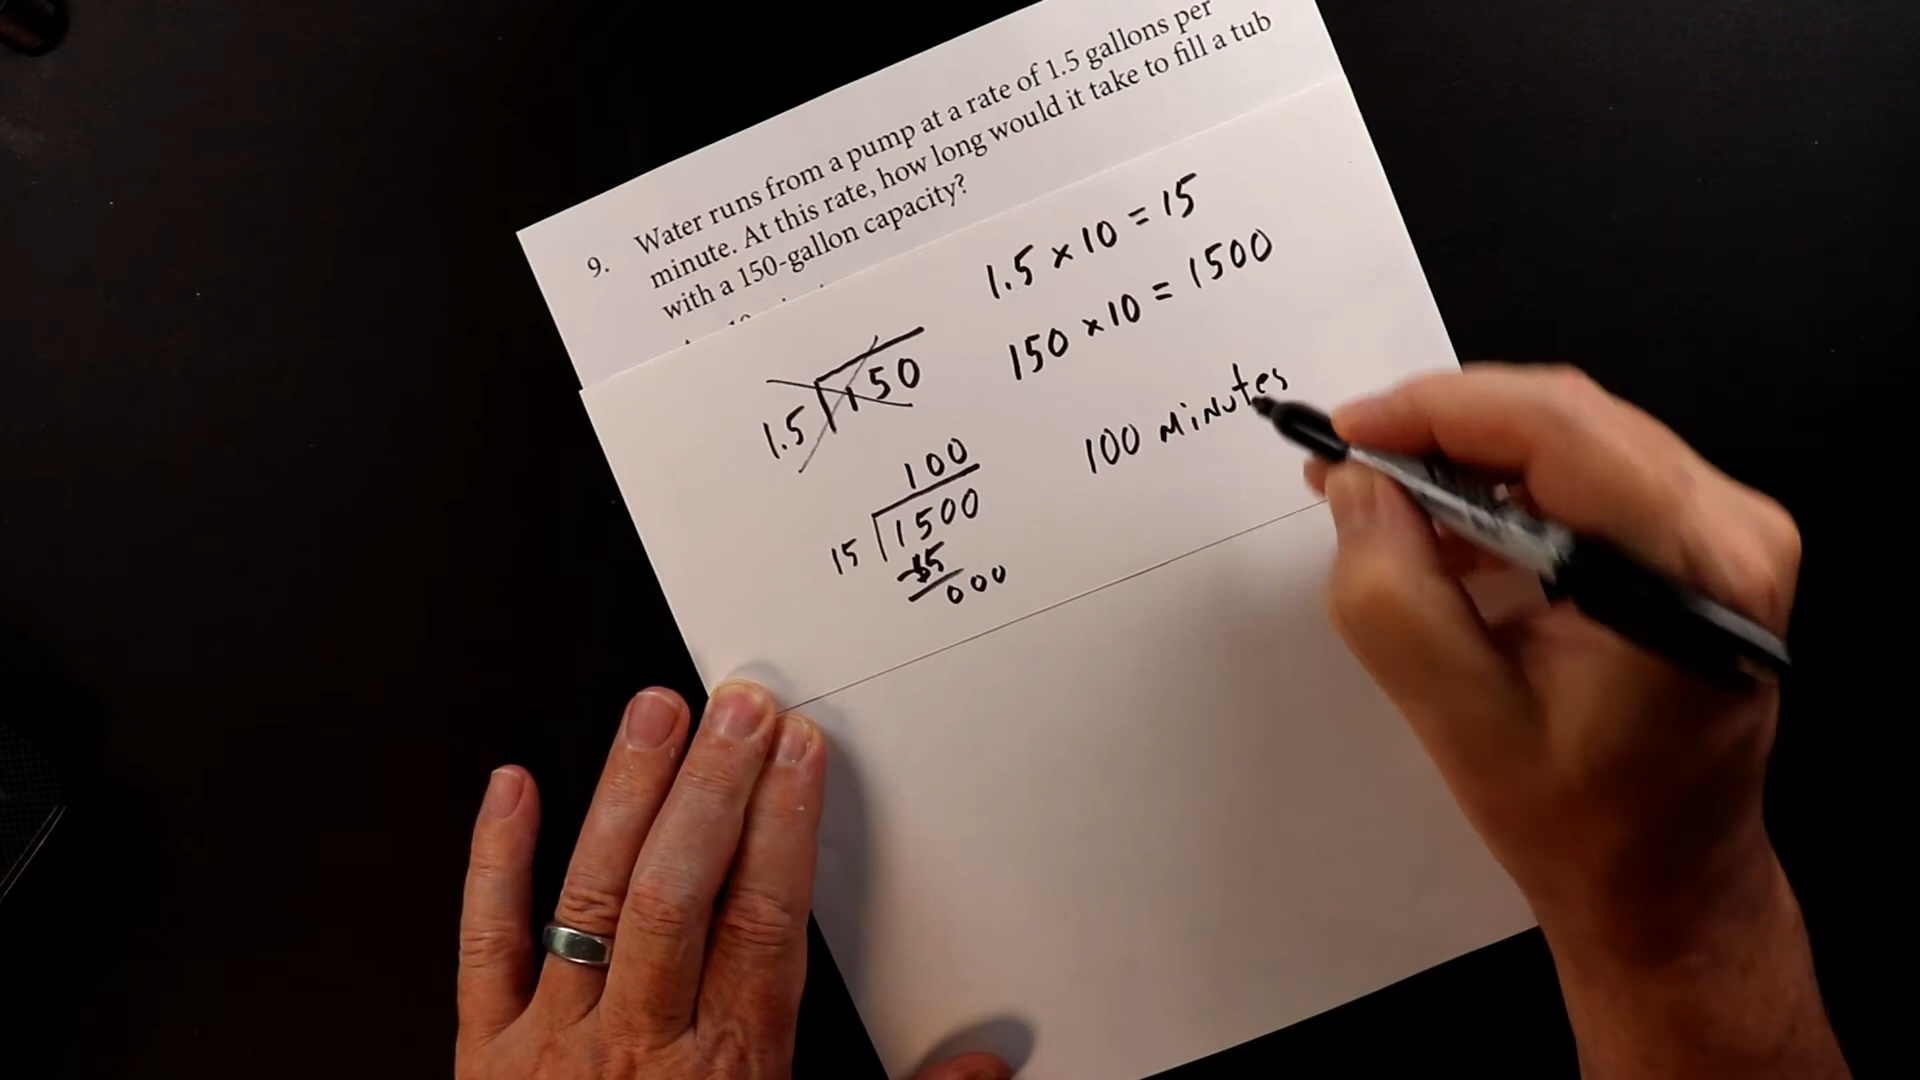 9. Water runs from a pump at a rate of 1.5 gallons per
minute. At this rate, how long would it take to fill a tub
with a 150-gallon capacity?
1.5 x 10 = 15
150 x 10 = 1500
1.5 150
100 minutes
100
15 1500
-15
000